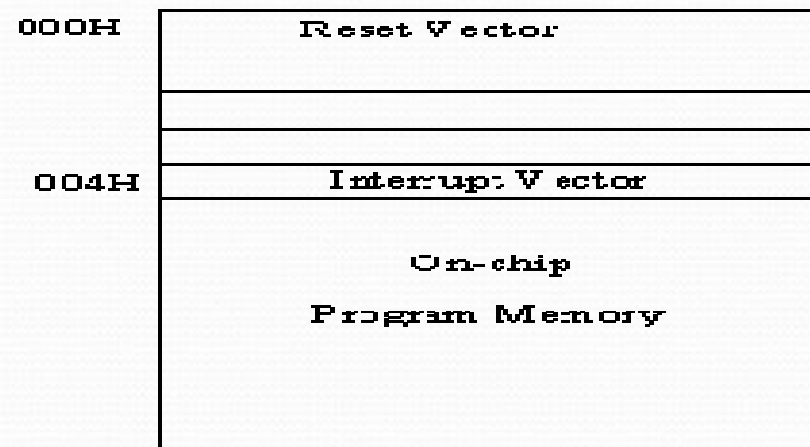 000H Reset Vector
004H Interrupt Vector
On-chip
Program Memory